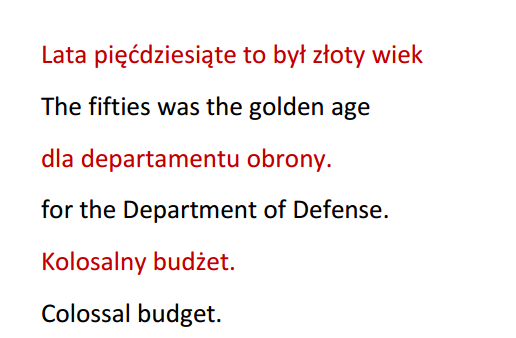 Lata pięćdziesiąte to był złoty wiek
The fifties was the golden age
dla departamentu obrony.
for the Department of Defense.
Kolosalny budżet.
Colossal budget.